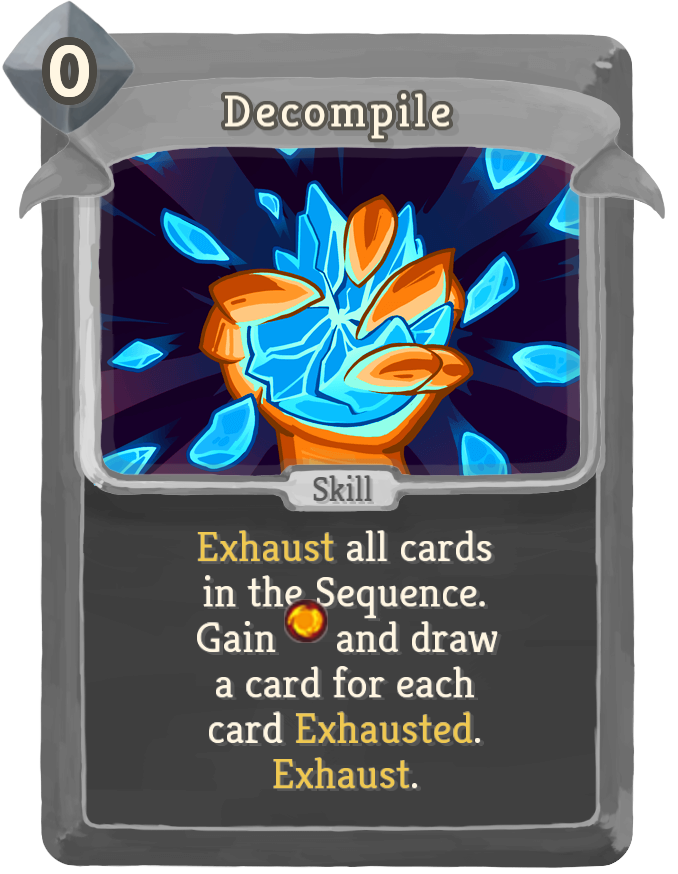 0
Decompile
Skill
Exhaust all cards
in the Sequence.
Gain and draw
a card for each
card Exhausted.
Exhaust.